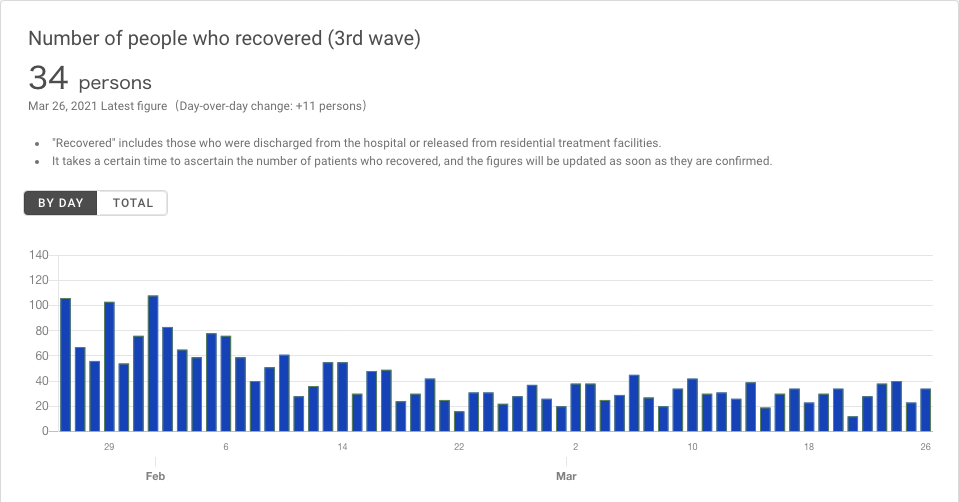 Number of people who recovered (3rd wave)
34 persons
Mar 26, 2021 Latest figure（Day-over-day change: +11 persons）
• "Recovered" includes those who were discharged from the hospital or released from residential treatment facilities.
• It takes a certain time to ascertain the number of patients who recovered, and the figures will be updated as soon as they are confirmed.
BY DAY TOTAL
140
120
100
80
60
40
20
0
29 6 14 22 2 10 18 26
Feb Mar